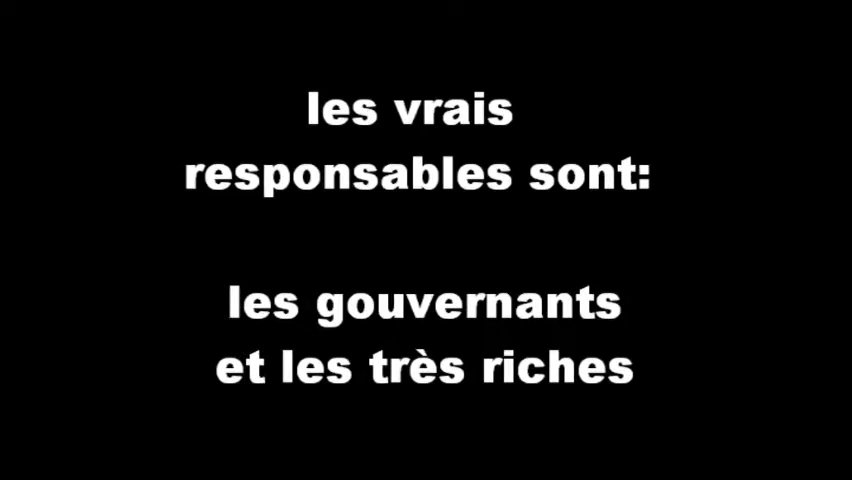 les vrais
responsables sont:
les gouvernants
et les très riches